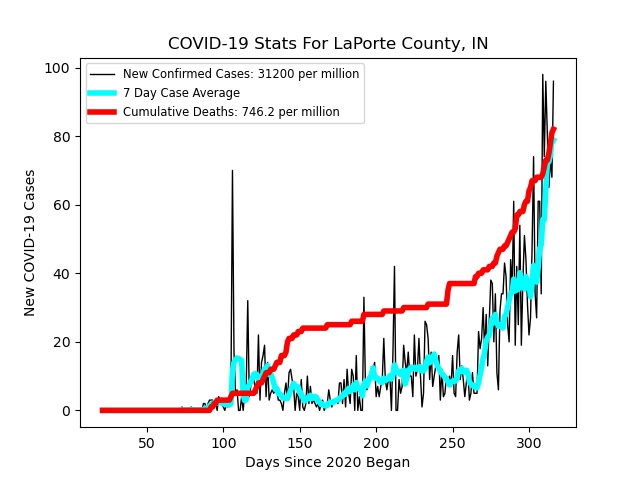 COVID-19 Stats For LaPorte County, IN
New Confirmed Cases: 31200 per million
7 Day Case Average
Cumulative Deaths: 746.2 per million
New COVID-19 Cases
100
80
60
40
20
0
50 100 150 200 250 300
Days Since 2020 Began